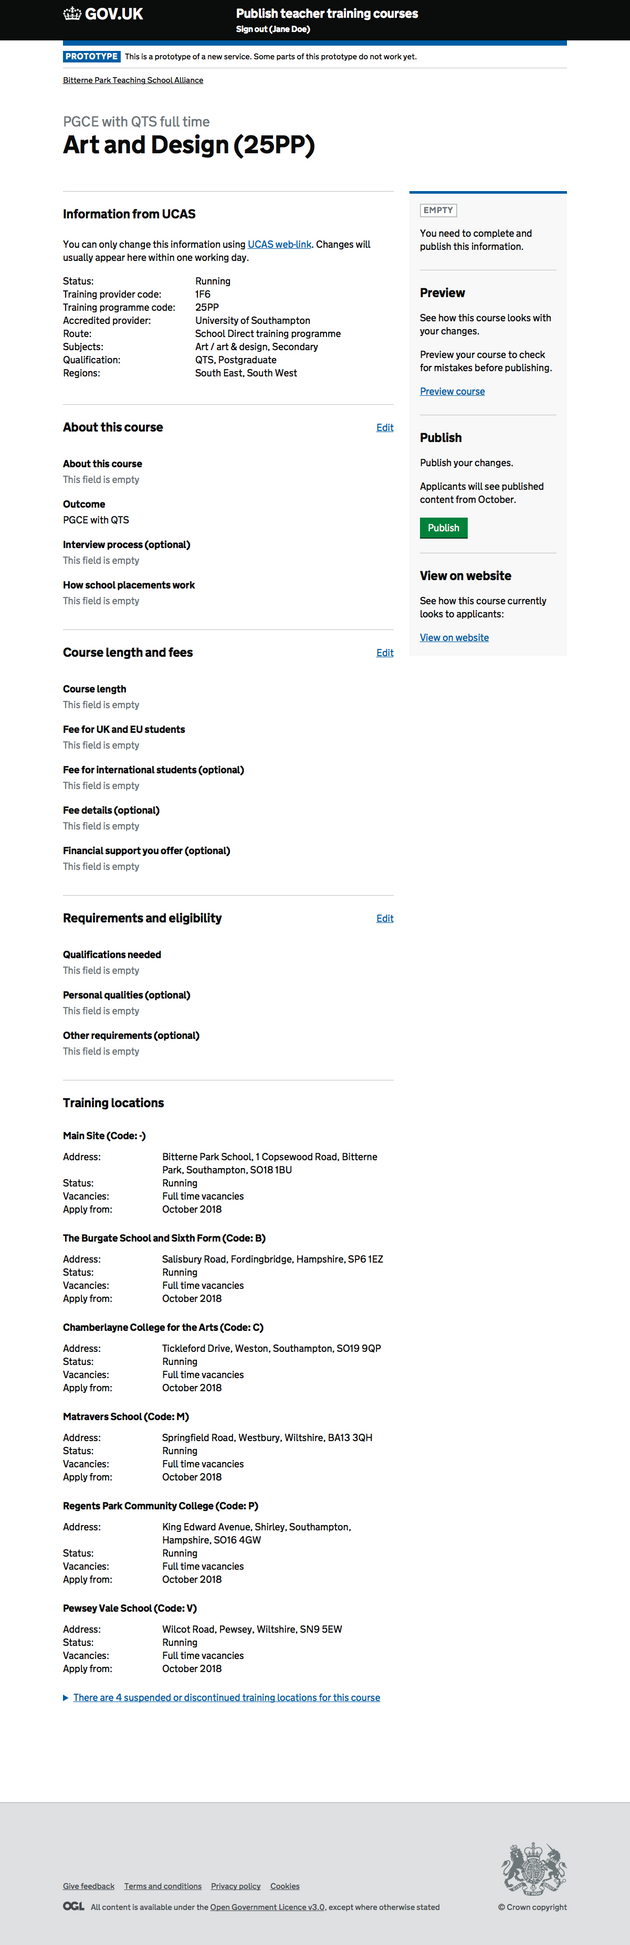 GOV.UK
Publish teacher training courses
Sign out (Jane Doe)
PROTOTYPE This is a prototype of a new service. Some parts of this prototype do not work yet.
Bitterne Park Teaching School Alliance
PGCE with QTS full time
Art and Design (25PP)
Information from UCAS
You can only change this information using UCAS web-link. Changes will
usually appear here within one working day.
Status: Running
Training provider code: 1F6
Training programme code: 25PP
Accredited provider: University of Southampton
Route: School Direct training programme
Subjects: Art / art & design, Secondary
Qualification: QTS, Postgraduate
Regions: South East, South West
About this course Edit
About this course
This field is empty
Outcome
PGCE with QTS
Interview process (optional)
This field is empty
How school placements work
This field is empty
Course length and fees Edit
Course length
This field is empty
Fee for UK and EU students
This field is empty
Fee for international students (optional)
This field is empty
Fee details (optional)
This field is empty
Financial support you offer (optional)
This field is empty
Requirements and eligibility Edit
Qualifications needed
This field is empty
Personal qualities (optional)
This field is empty
Other requirements (optional)
This field is empty
Training locations
Main Site (Code: -)
Address: Bitterne Park School, 1 Copsewood Road, Bitterne
Park, Southampton, SO18 1BU
Status: Running
Vacancies: Full time vacancies
Apply from: October 2018
The Burgate School and Sixth Form (Code: B)
Address: Salisbury Road, Fordingbridge, Hampshire, SP6 1EZ
Status: Running
Vacancies: Full time vacancies
Apply from: October 2018
Chamberlayne College for the Arts (Code: C)
Address: Tickleford Drive, Weston, Southampton, SO19 9QP
Status: Running
Vacancies: Full time vacancies
Apply from: October 2018
Matravers School (Code: M)
Address: Springfield Road, Westbury, Wiltshire, BA13 3QH
Status: Running
Vacancies: Full time vacancies
Apply from: October 2018
Regents Park Community College (Code: P)
Address: King Edward Avenue, Shirley, Southampton,
Hampshire, SO16 4GW
Status: Running
Vacancies: Full time vacancies
Apply from: October 2018
Pewsey Vale School (Code: V)
Address: Wilcot Road, Pewsey, Wiltshire, SN9 5EW
Status: Running
Vacancies: Full time vacancies
Apply from: October 2018
There are 4 suspended or discontinued training locations for this course
EMPTY
You need to complete and
publish this information.
Preview
See how this course looks with
your changes.
Preview your course to check
for mistakes before publishing.
Preview course
Publish
Publish your changes.
Applicants will see published
content from October.
Publish
View on website
See how this course currently
looks to applicants:
View on website
Give feedback Terms and conditions Privacy policy Cookies
OGL All content is available under the Open Government Licence v3.0, except where otherwise stated
© Crown copyright